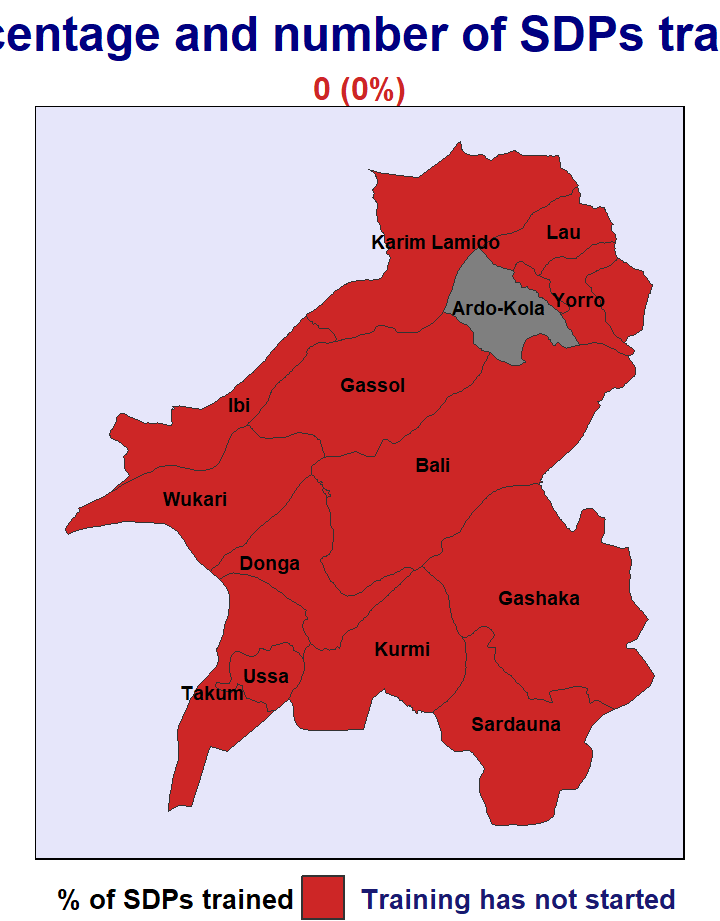 centage and number of SDPs tra
0 (0%)
Karim Lamido
Lau
Ardo-Kola
Yorro
Gassol
Ibi
Bali
Wukari
Donga
Gashaka
Kurmi
Ussa
Takum
Sardauna
% of SDPs trained
Training has not started